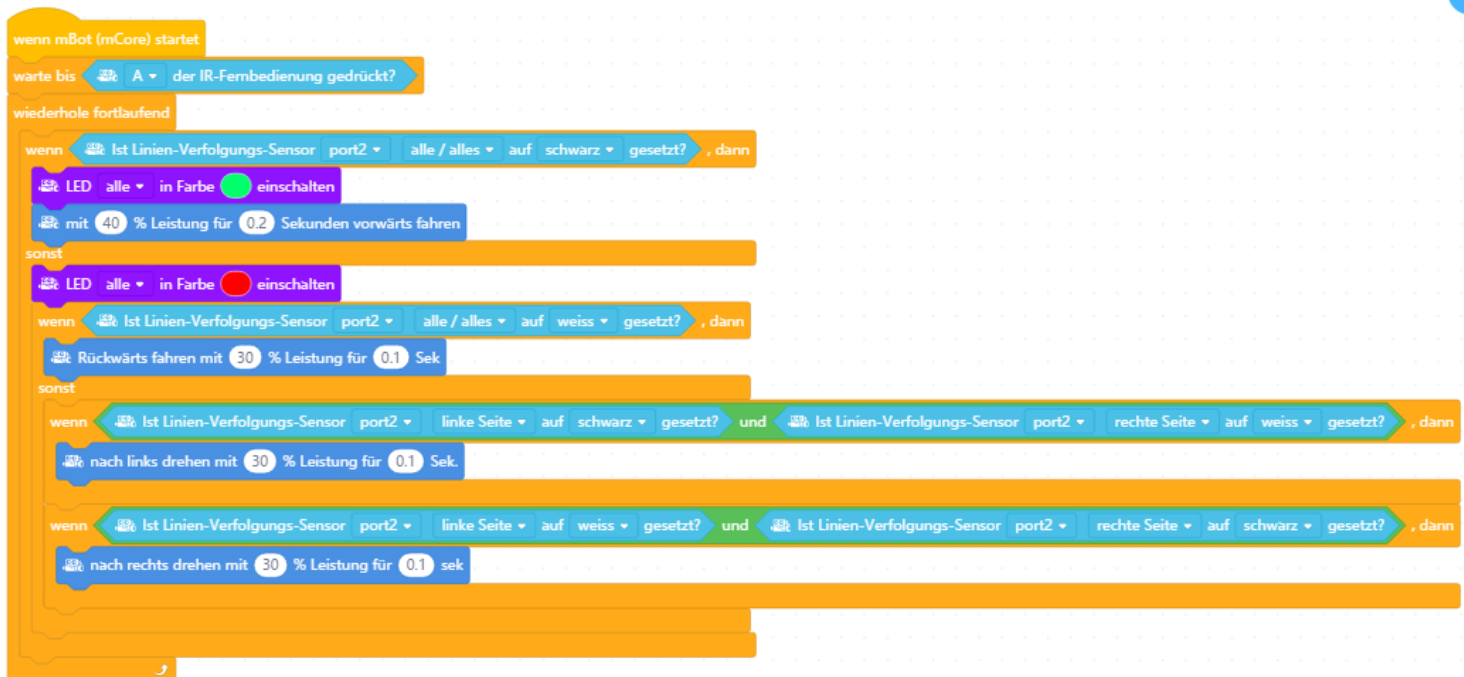 wenn mBot (mCore) startet
warte bis A der IR-Fernbedienung gedrückt?
wiederhole fortlaufend
wenn Ist Linien-Verfolgungs-Sensor port2 alle / alles auf schwarz gesetzt? , dann
LED alle in Farbe einschalten
mit 40 % Leistung für 0.2 Sekunden vorwärts fahren
sonst
LED alle in Farbe einschalten
wenn Ist Linien-Verfolgungs-Sensor port2 alle / alles auf weiss gesetzt? , dann
Rückwärts fahren mit 30 % Leistung für 0.1 Sek
sonst
wenn Ist Linien-Verfolgungs-Sensor port2 linke Seite auf schwarz gesetzt? und Ist Linien-Verfolgungs-Sensor port2 rechte Seite auf weiss gesetzt? , dann
nach links drehen mit 30 % Leistung für 0.1 Sek.
wenn Ist Linien-Verfolgungs-Sensor port2 linke Seite auf weiss gesetzt? und Ist Linien-Verfolgungs-Sensor port2 rechte Seite auf schwarz gesetzt? , dann
nach rechts drehen mit 30 % Leistung für 0.1 sek